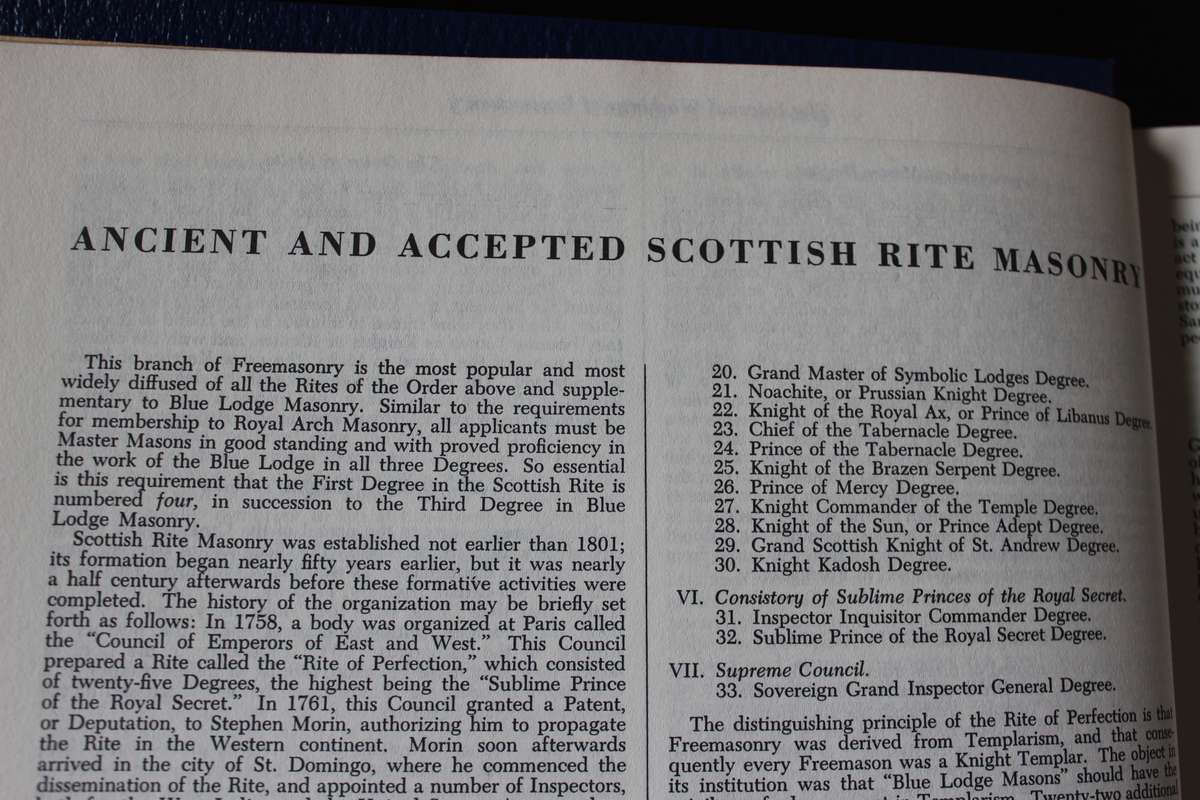 ANCIENT AND ACCEPTED SCOTTISH RITE MASONRY
This branch of Freemasonry is the most popular and most
widely diffused of all the Rites of the Order above and supple-
mentary to Blue Lodge Masonry. Similar to the requirements
for membership to Royal Arch Masonry, all applicants must be
Master Masons in good standing and with proved proficiency in
the work of the Blue Lodge in all three Degrees. So essential
is this requirement that the First Degree in the Scottish Rite is
numbered four, in succession to the Third Degree in Blue
Lodge Masonry.
Scottish Rite Masonry was established not earlier than 1801;
its formation began nearly fifty years earlier, but it was nearly
a half century afterwards before these formative activities were
completed. The history of the organization may be briefly set
forth as follows: In 1758, a body was organized at Paris called
the “Council of Emperors of East and West.” This Council
prepared a Rite called the “Rite of Perfection,” which consisted
of twenty-five Degrees, the highest being the “Sublime Prince
of the Royal Secret.” In 1761, this Council granted a Patent,
or Deputation, to Stephen Morin, authorizing him to propagate
the Rite in the Western continent. Morin soon afterwards
arrived in the city of St. Domingo, where he commenced the
dissemination of the Rite, and appointed a number of Inspectors,
20. Grand Master of Symbolic Lodges Degree.
21. Noachite, or Prussian Knight Degree.
22. Knight of the Royal Ax, or Prince of Libanus Degree.
23. Chief of the Tabernacle Degree.
24. Prince of the Tabernacle Degree.
25. Knight of the Brazen Serpent Degree.
26. Prince of Mercy Degree.
27. Knight Commander of the Temple Degree.
28. Knight of the Sun, or Prince Adept Degree.
29. Grand Scottish Knight of St. Andrew Degree.
30. Knight Kadosh Degree.
VI. Consistory of Sublime Princes of the Royal Secret.
31. Inspector Inquisitor Commander Degree.
32. Sublime Prince of the Royal Secret Degree.
VII. Supreme Council.
33. Sovereign Grand Inspector General Degree.
The distinguishing principle of the Rite of Perfection is that
Freemasonry was derived from Templarism, and that conse-
quently every Freemason was a Knight Templar. The object in
its institution was that “Blue Lodge Masons” should have the
in Templarism. Twenty-two additional